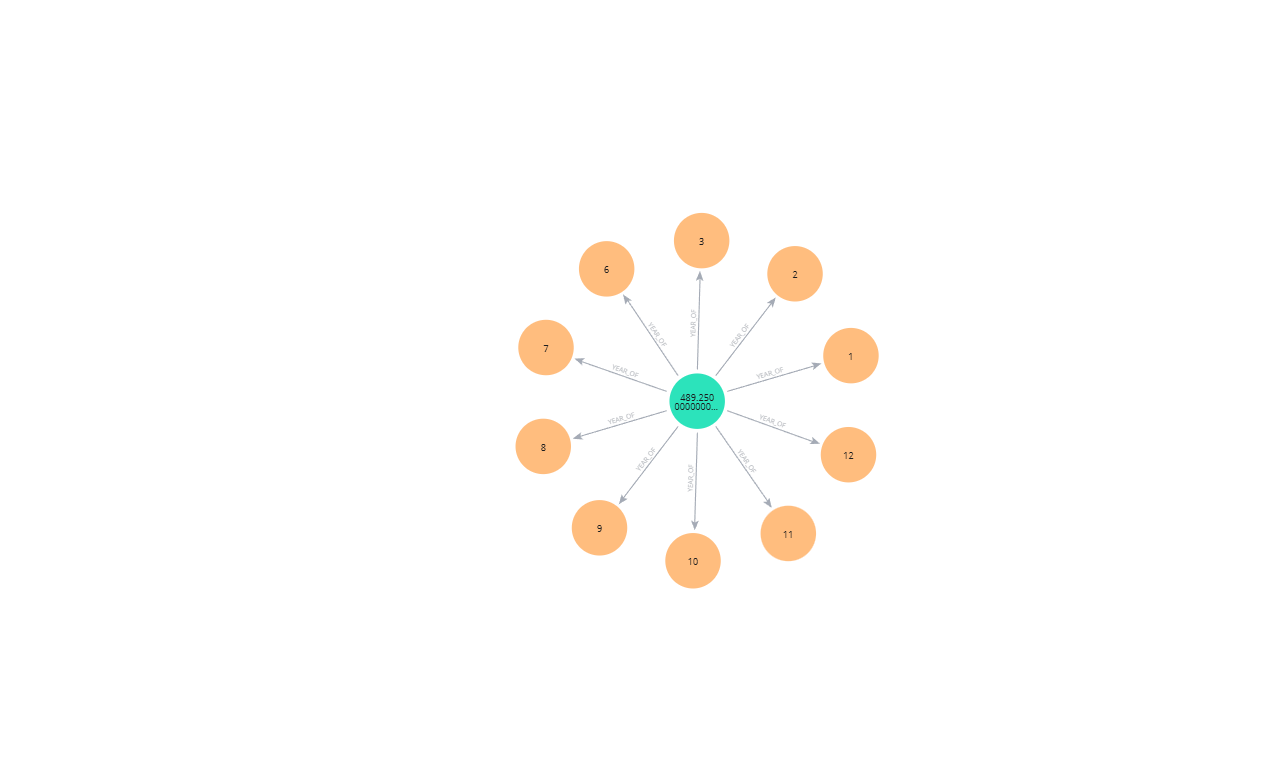 3
6
2
YEAR_OF
YEAR_OF
YEAR_OF
7
1
YEAR_OF
YEAR_OF
489.250
0000000...
YEAR_OF
YEAR_OF
8
12
YEAR_OF
YEAR_OF
YEAR_OF
9
11
10